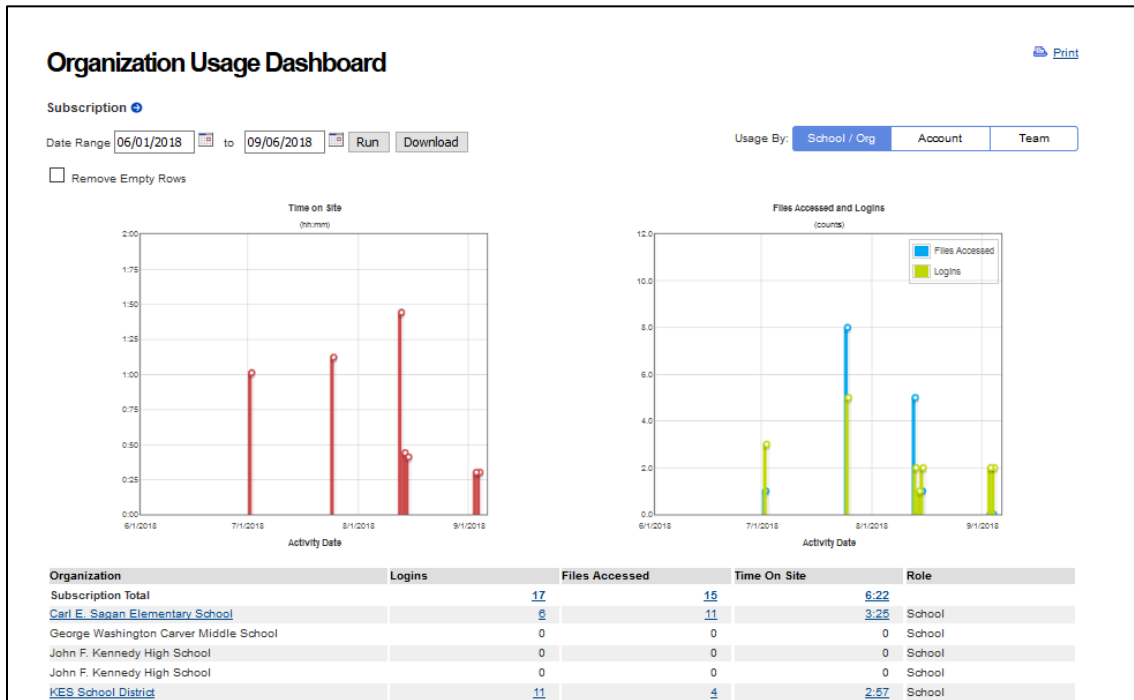 Organization Usage Dashboard
Print
Subscription
Date Range 06/01/2018 to 09/06/2018 Run Download
Usage By: School / Org Account Team
Remove Empty Rows
Time on Site
(hh:mm)
2:00
1:75
1:50
1:25
1:00
0:75
0:50
0:25
0:00
6/1/2018 7/1/2018 8/1/2018 9/1/2018
Activity Date
Files Accessed and Logins
(counts)
Files Accessed
Logins
12.0
10.0
8.0
6.0
4.0
2.0
0.0
6/1/2018 7/1/2018 8/1/2018 9/1/2018
Activity Date
Organization Logins Files Accessed Time On Site Role
Subscription Total 17 15 6:22
Carl E. Sagan Elementary School 6 11 3:25 School
George Washington Carver Middle School 0 0 0 School
John F. Kennedy High School 0 0 0 School
John F. Kennedy High School 0 0 0 School
KES School District 11 4 2:57 School